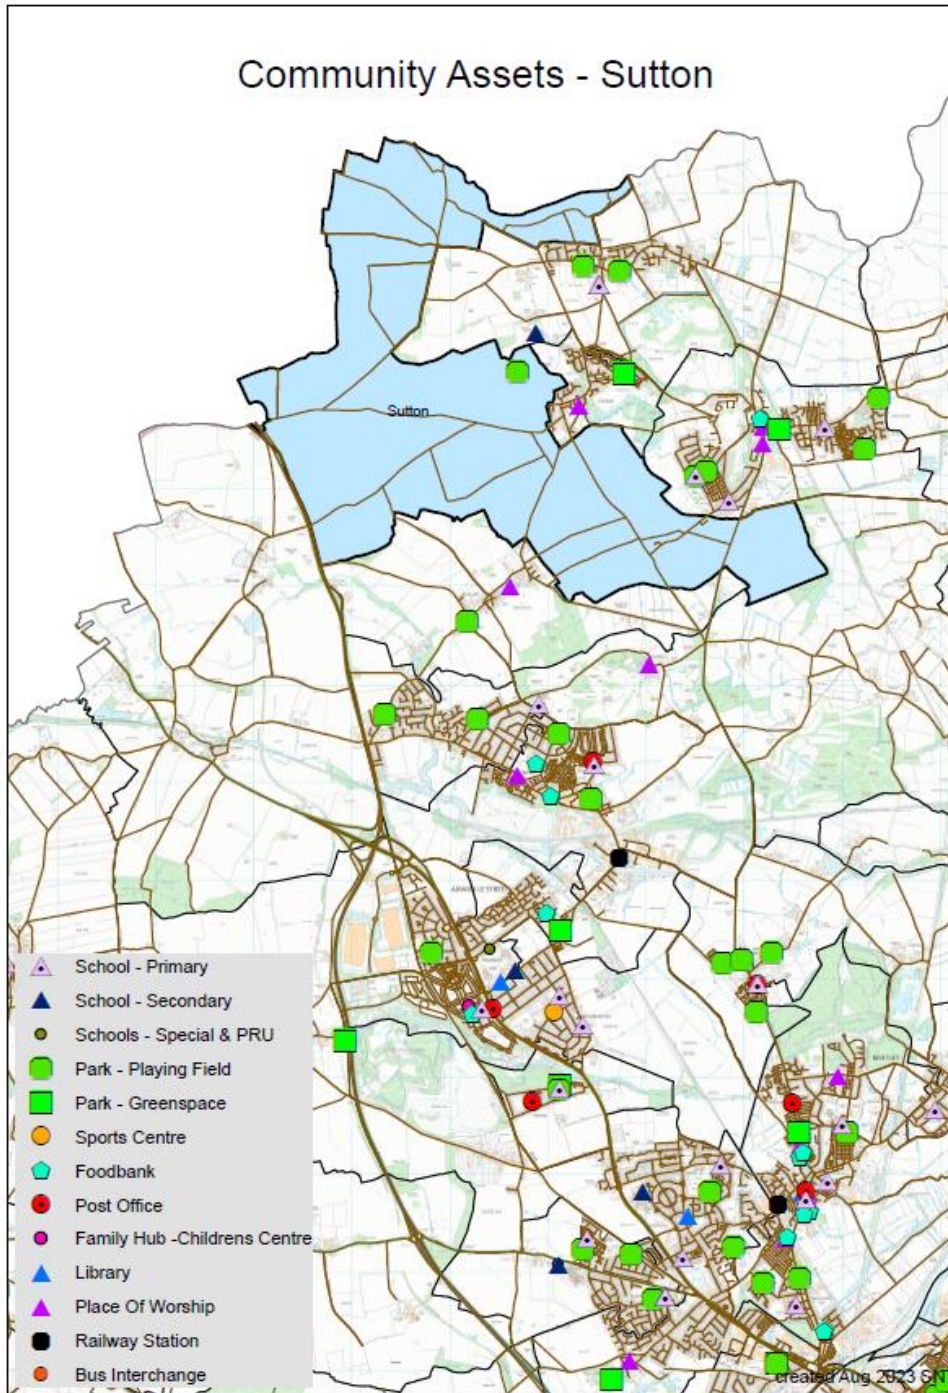 Community Assets - Sutton
Sutton
School - Primary
School - Secondary
Schools - Special & PRU
Park - Playing Field
Park - Greenspace
Sports Centre
Foodbank
Post Office
Family Hub -Childrens Centre
Library
Place Of Worship
Railway Station
Bus Interchange
created Aug 2023 SNT